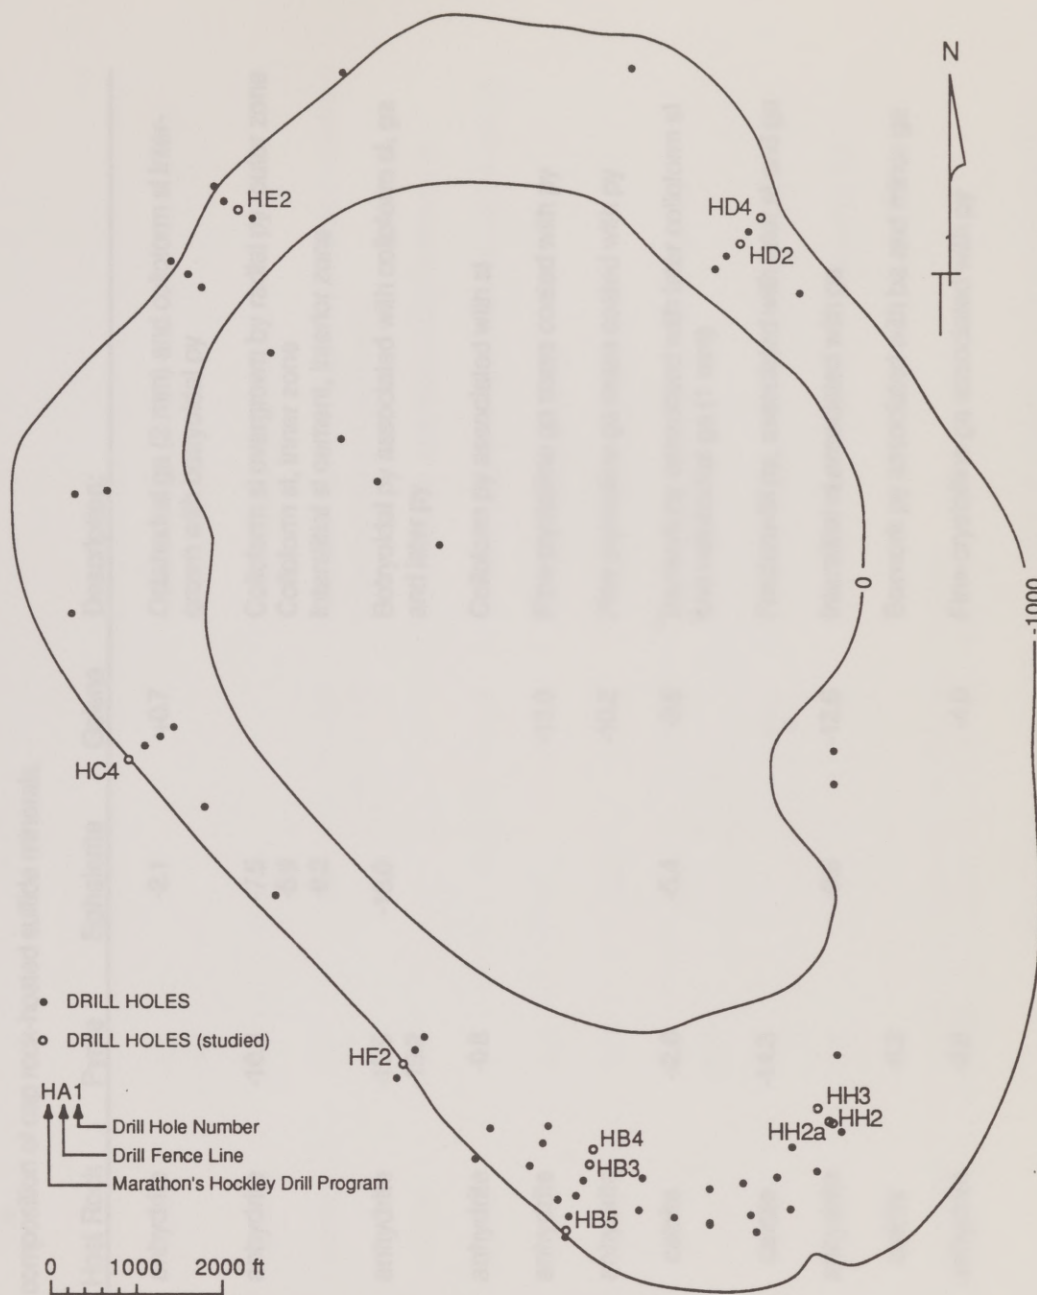 N
HE2
HD4
HD2
0
-1000
HC4
DRILL HOLES
DRILL HOLES (studied)
HF2
HA1
Drill Hole Number
Drill Fence Line
Marathon's Hockley Drill Program
HH3
HH2a HH2
HB4
HB3
HB5
0 1000 2000 ft